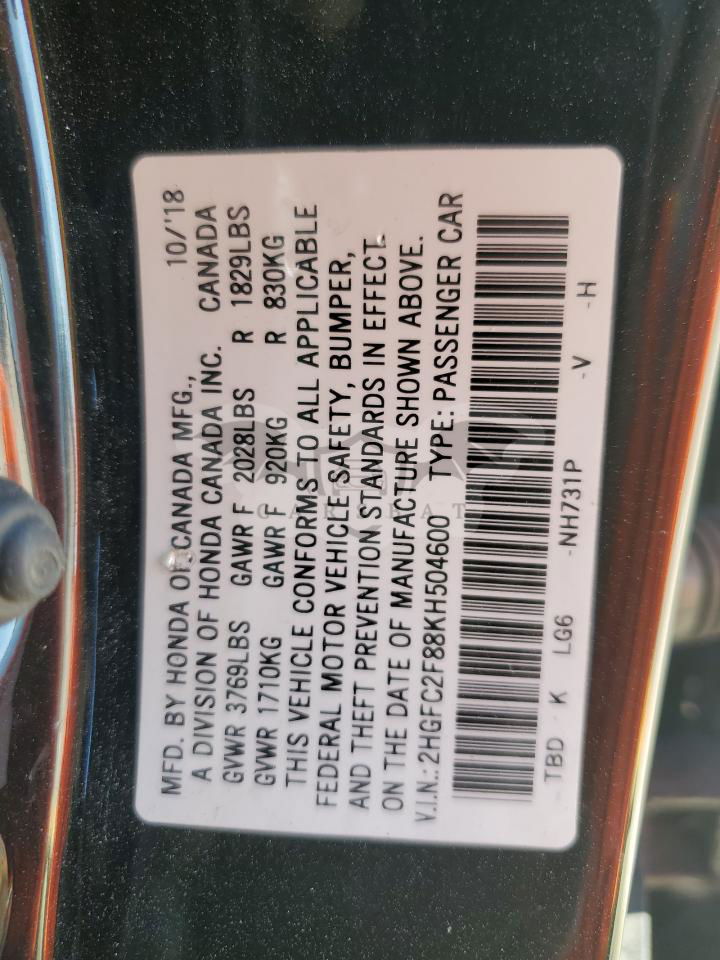 MFD. BY HONDA OF CANADA MFG., 10/'18
A DIVISION OF HONDA CANADA INC. CANADA
GVWR 3769LBS GAWR F 2028LBS R 1829LBS
GVWR 1710KG GAWR F 920KG R 830KG
THIS VEHICLE CONFORMS TO ALL APPLICABLE
FEDERAL MOTOR VEHICLE SAFETY, BUMPER,
AND THEFT PREVENTION STANDARDS IN EFFECT
ON THE DATE OF MANUFACTURE SHOWN ABOVE.
V.I.N.:2HGFC2F88KH504600 TYPE: PASSENGER CAR
TBD K LG6 -NH731P -V -H
CARCBAT